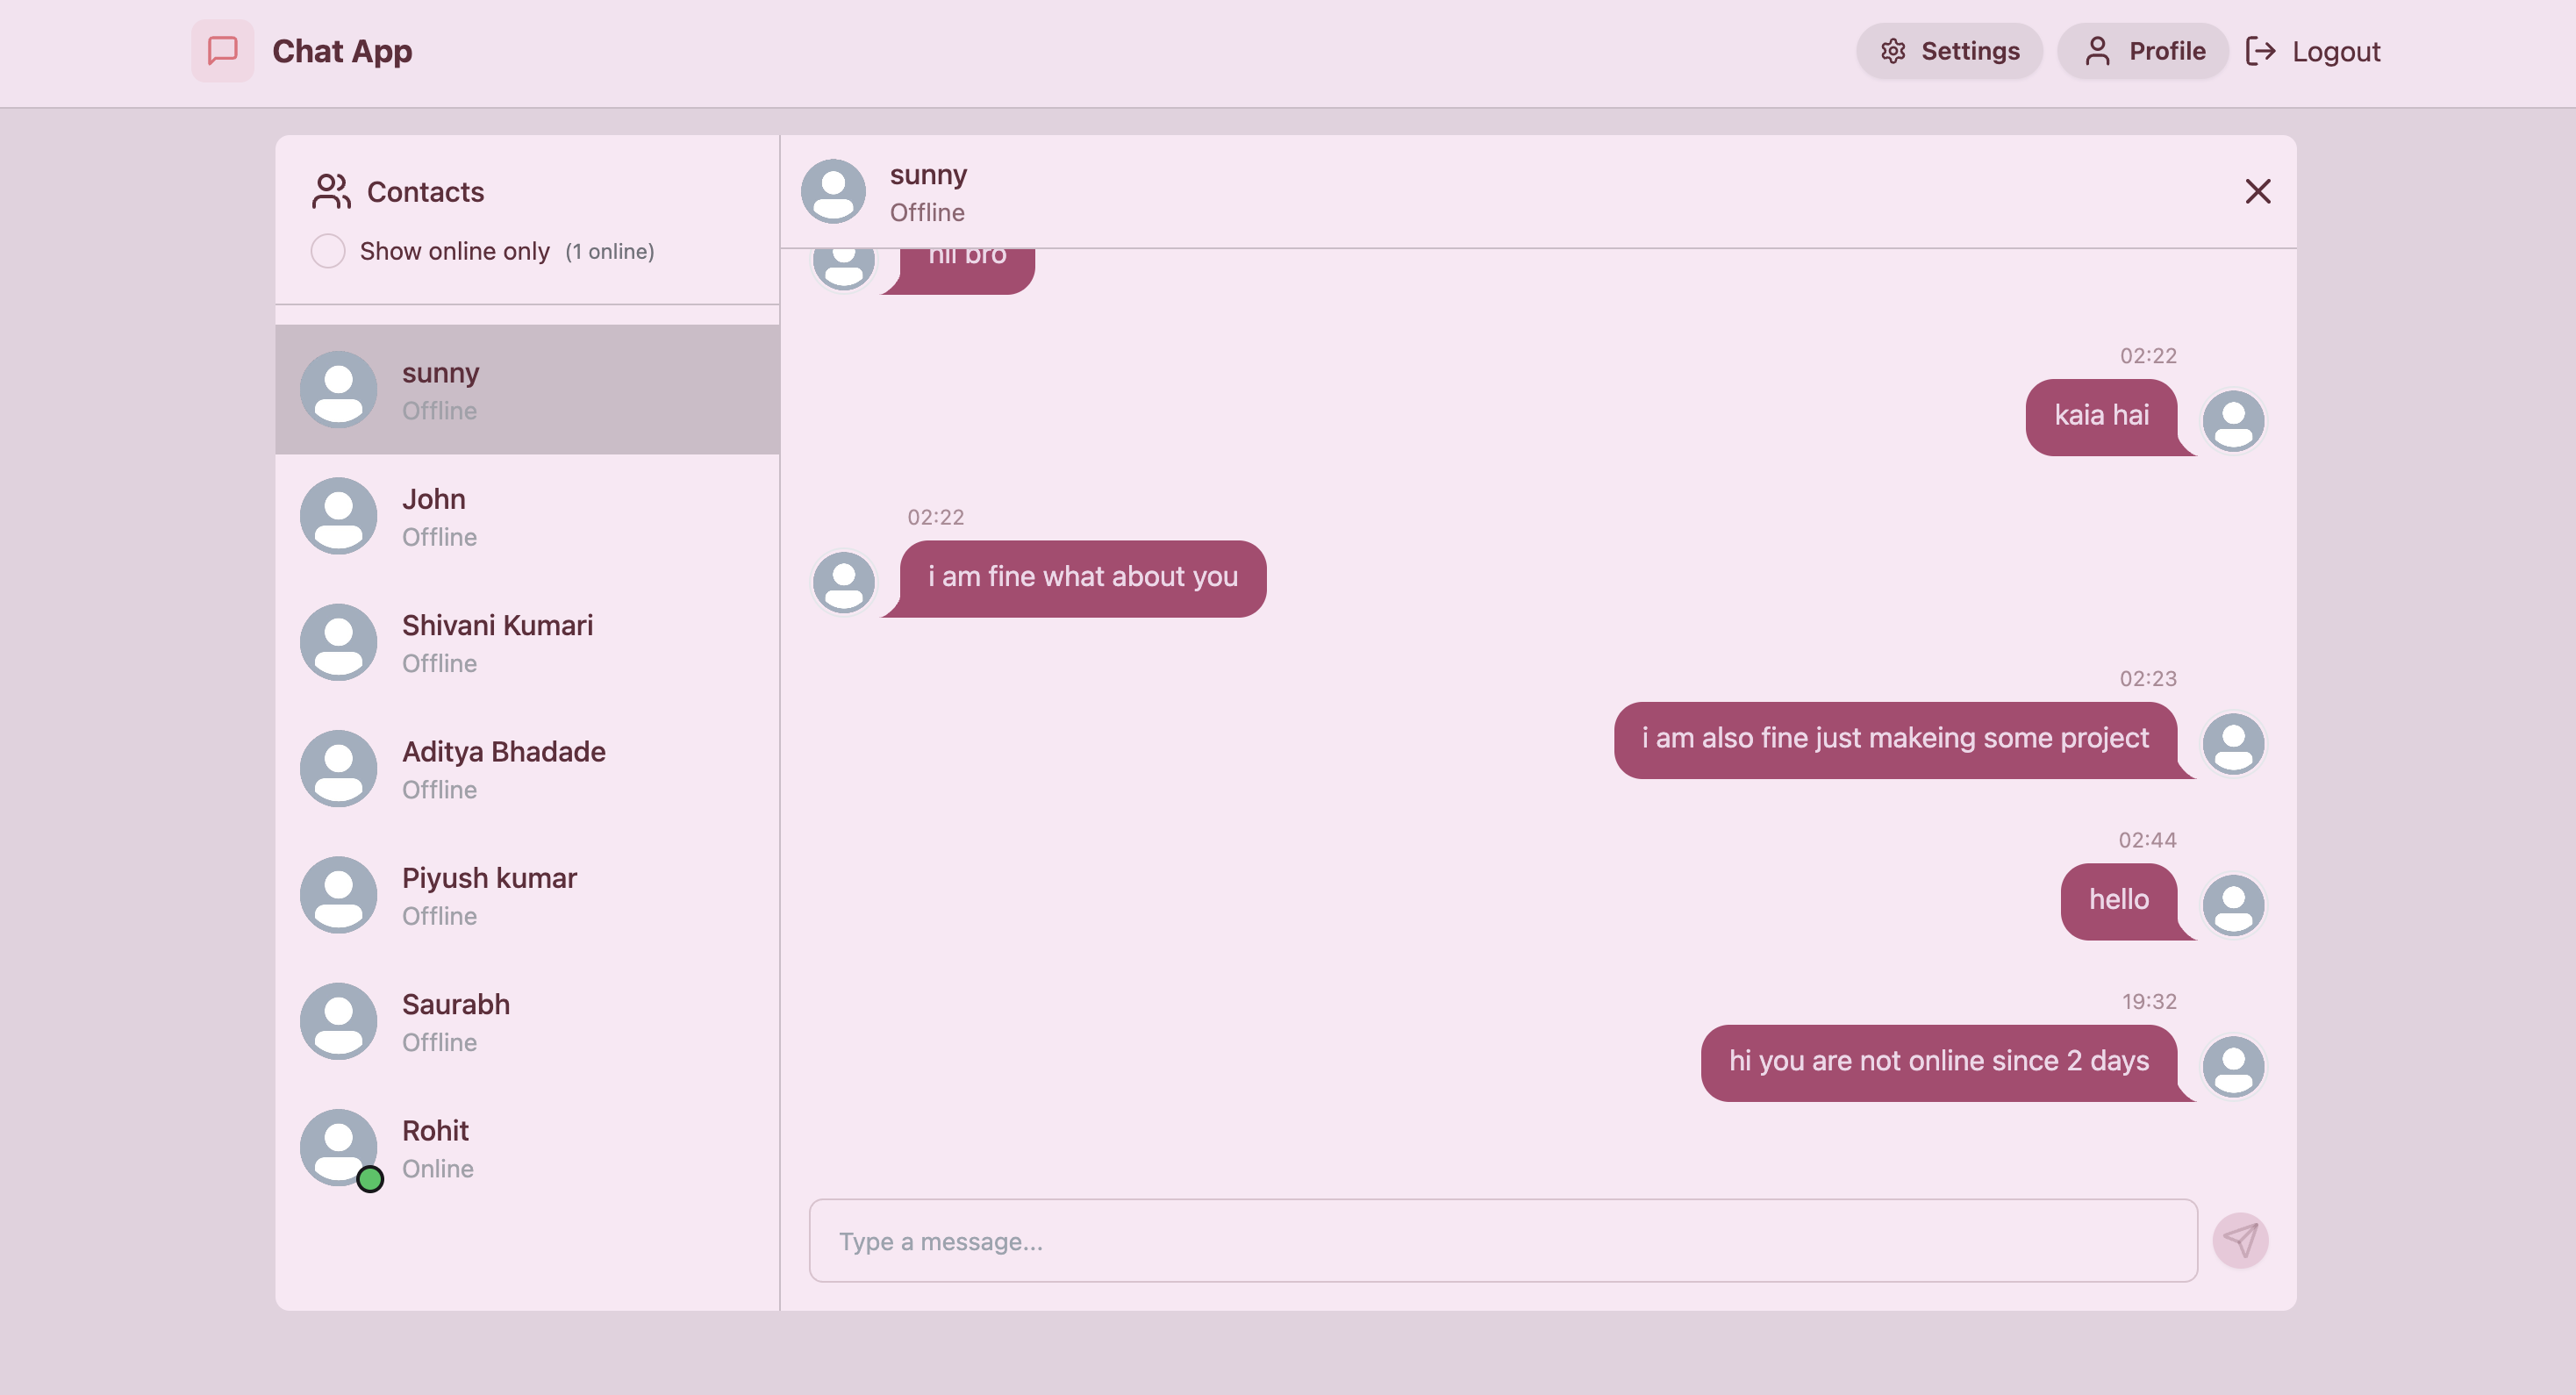 Chat App
Settings
Profile
Logout
Contacts
Show online only (1 online)
sunny
Offline
John
Offline
Shivani Kumari
Offline
Aditya Bhadade
Offline
Piyush kumar
Offline
Saurabh
Offline
Rohit
Online
sunny
Offline
bro
02:22
kaia hai
02:22
i am fine what about you
02:23
i am also fine just makeing some project
02:44
hello
19:32
hi you are not online since 2 days
Type a message...